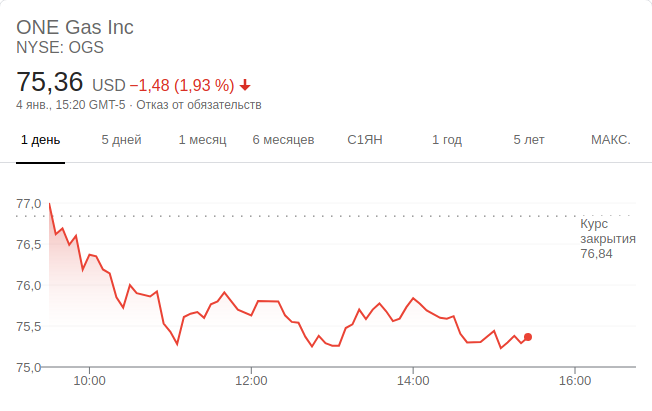 ONE Gas Inc
NYSE: OGS
75,36 USD −1,48 (1,93 %)
4 янв., 15:20 GMT-5 · Отказ от обязательств
1 день 5 дней 1 месяц 6 месяцев С1ЯН 1 год 5 лет МАКС.
77,0
Курс
закрытия
76,84
76,5
76,0
75,5
75,0
10:00 12:00 14:00 16:00